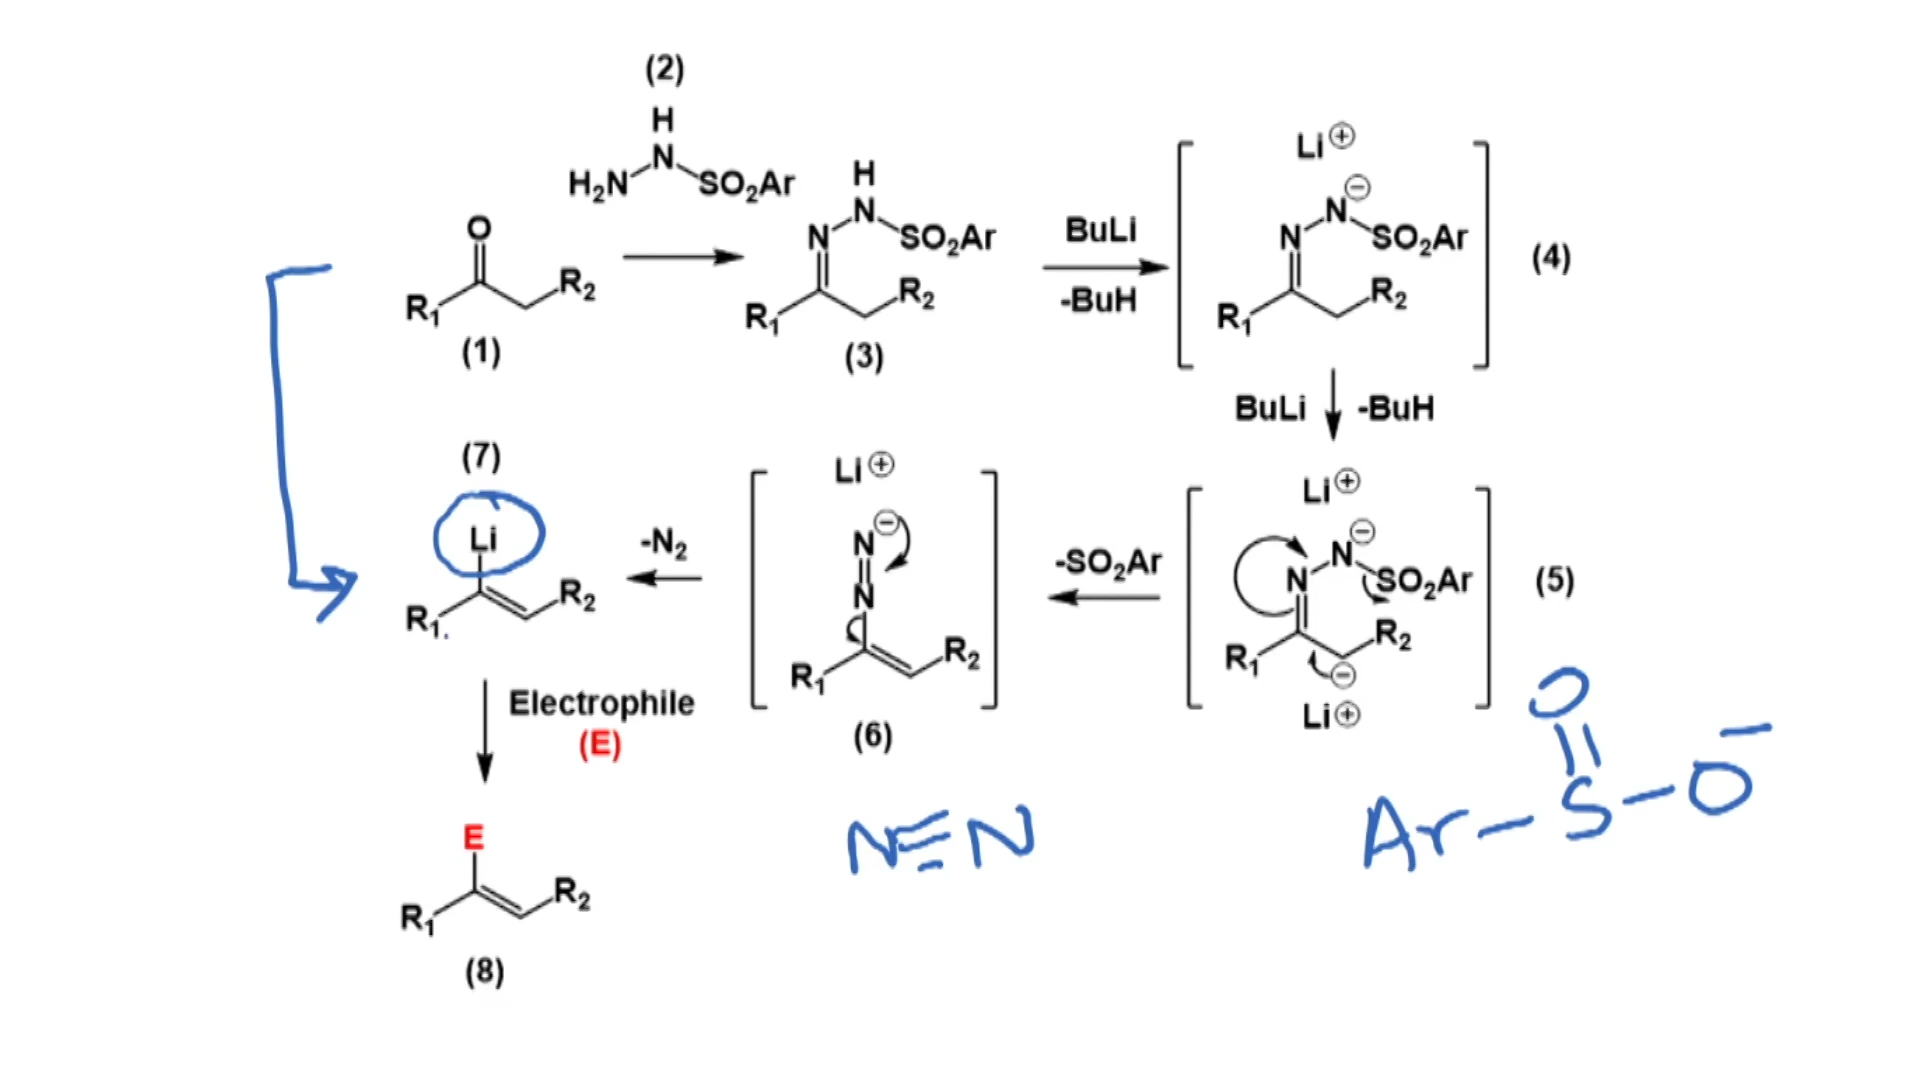 (2)
H
N
H₂N SO₂Ar
O
R₁ R₂
(1)
H
N
N SO₂Ar
R₁ R₂
(3)
BuLi
-BuH
Li⊕
⊖
N
N SO₂Ar
R₁ R₂
(4)
BuLi -BuH
Li⊕
⊖
N
N SO₂Ar
R₁ R₂
⊖
Li⊕
(5)
-SO₂Ar
Li⊕
⊖
N
N
R₁ R₂
(6)
-N₂
(7)
Li
R₁ R₂
Electrophile
(E)
E
R₁ R₂
(8)
N≡N
O
Ar-S-O⁻